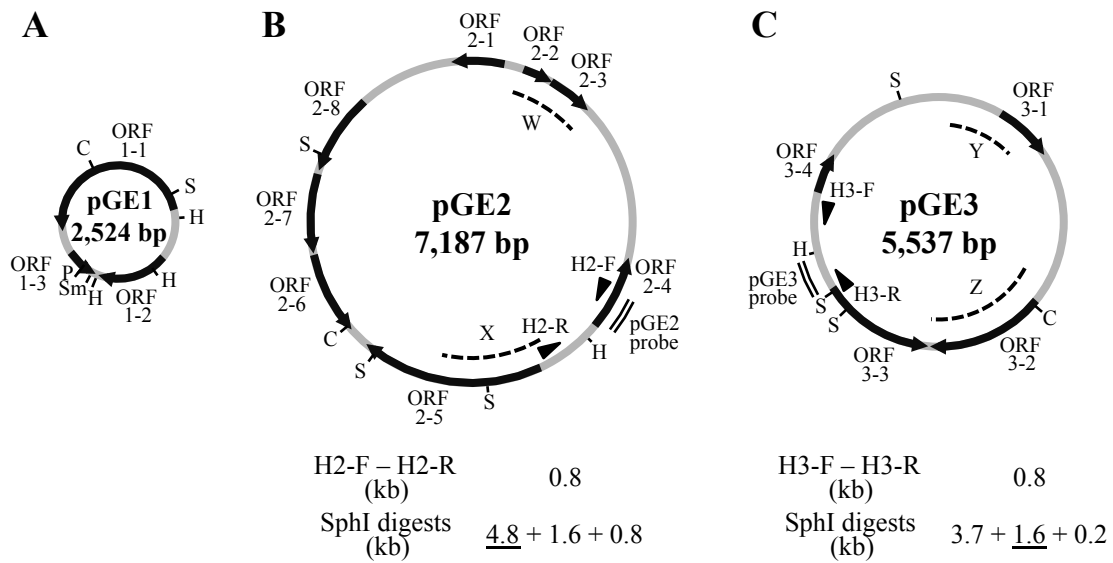 A
ORF
1-1
C
S
H
pGE1
2,524 bp
ORF
1-3
P
Sm
H
ORF
1-2
H
B
ORF
2-1
ORF
2-2
ORF
2-3
ORF
2-8
W
S
pGE2
7,187 bp
ORF
2-7
H2-F
ORF
2-4
ORF
2-6
pGE2
probe
C
X
H2-R
H
S
ORF
2-5
S
H2-F – H2-R
(kb)
0.8
SphI digests
(kb)
4.8 + 1.6 + 0.8
C
S
ORF
3-1
Y
ORF
3-4
H3-F
pGE3
5,537 bp
H
pGE3
probe
S
H3-R
Z
S
C
ORF
3-3
ORF
3-2
H3-F – H3-R
(kb)
0.8
SphI digests
(kb)
3.7 + 1.6 + 0.2